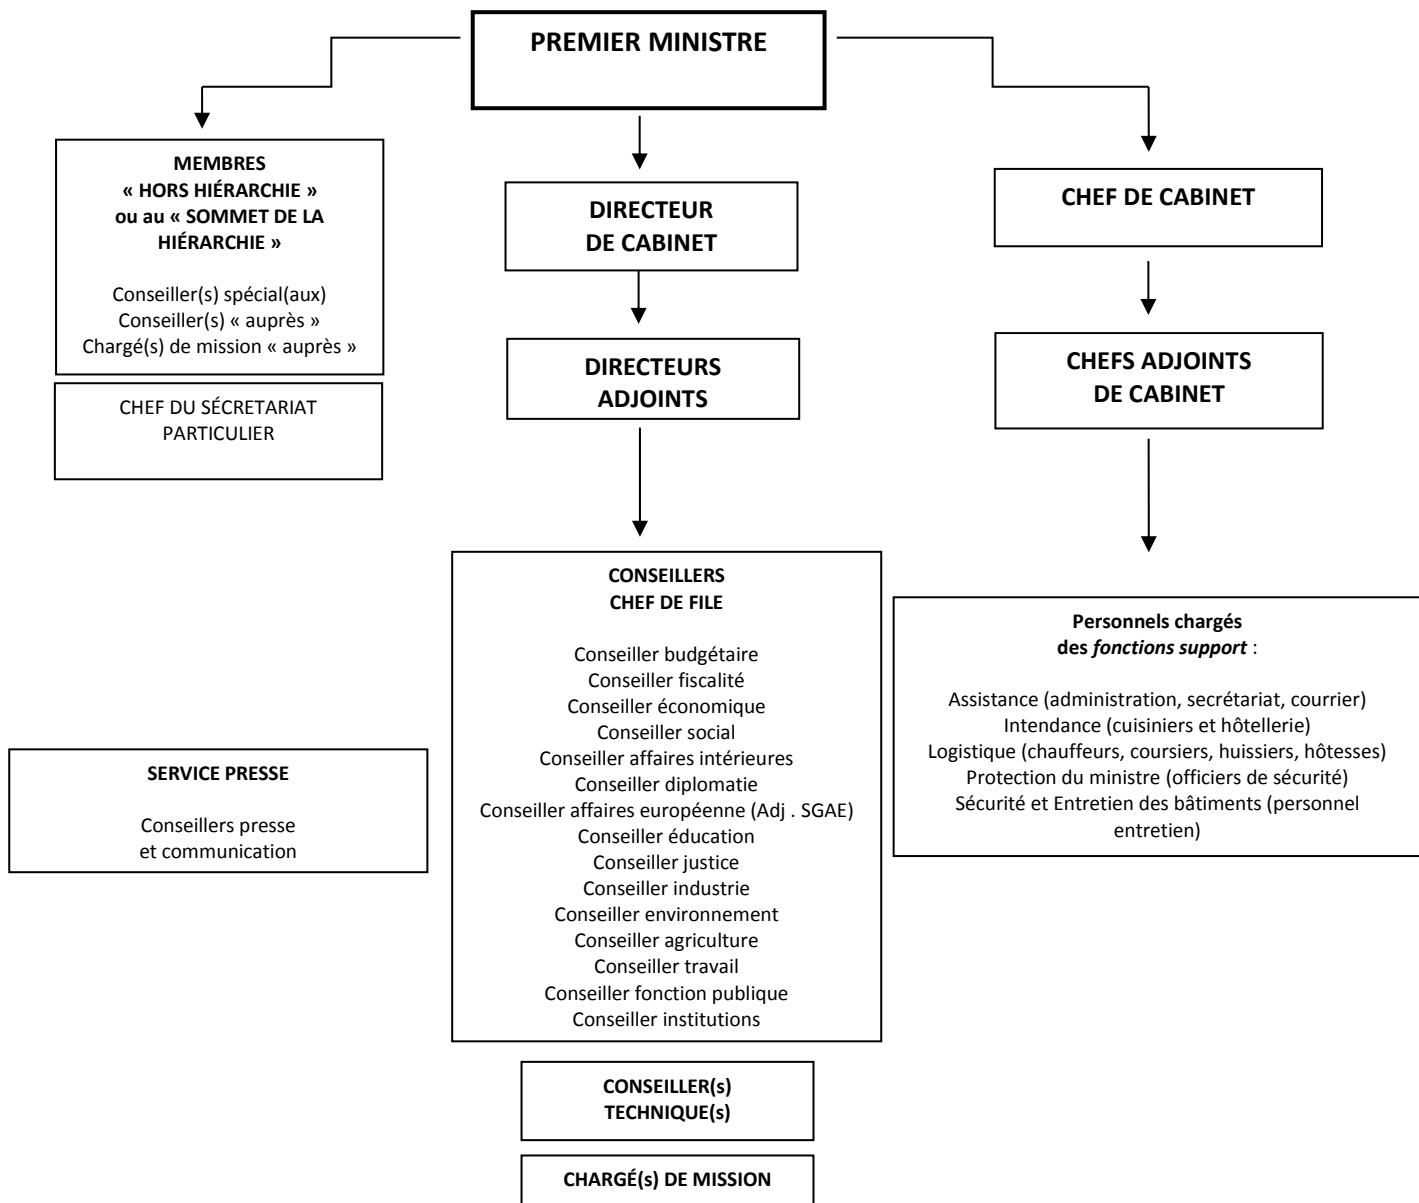 PREMIER MINISTRE
MEMBRES
« HORS HIÉRARCHIE »
ou au « SOMMET DE LA
HIÉRARCHIE »
Conseiller(s) spécial(aux)
Conseiller(s) « auprès »
Chargé(s) de mission « auprès »
CHEF DU SÉCRETARIAT
PARTICULIER
DIRECTEUR
DE CABINET
DIRECTEURS
ADJOINTS
CHEF DE CABINET
CHEFS ADJOINTS
DE CABINET
SERVICE PRESSE
Conseillers presse
et communication
CONSEILLERS
CHEF DE FILE
Conseiller budgétaire
Conseiller fiscalité
Conseiller économique
Conseiller social
Conseiller affaires intérieures
Conseiller diplomatie
Conseiller affaires européenne (Adj . SGAE)
Conseiller éducation
Conseiller justice
Conseiller industrie
Conseiller environnement
Conseiller agriculture
Conseiller travail
Conseiller fonction publique
Conseiller institutions
Personnels chargés
des fonctions support :
Assistance (administration, secrétariat, courrier)
Intendance (cuisiniers et hôtellerie)
Logistique (chauffeurs, coursiers, huissiers, hôtesses)
Protection du ministre (officiers de sécurité)
Sécurité et Entretien des bâtiments (personnel
entretien)
CONSEILLER(s)
TECHNIQUE(s)
CHARGÉ(s) DE MISSION